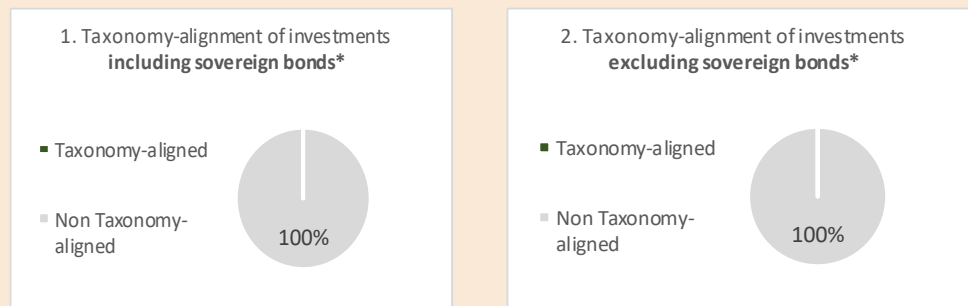 1. Taxonomy-alignment of investments
including sovereign bonds*
Taxonomy-aligned
Non Taxonomy-
aligned
100%
2. Taxonomy-alignment of investments
excluding sovereign bonds*
Taxonomy-aligned
Non Taxonomy-
aligned
100%